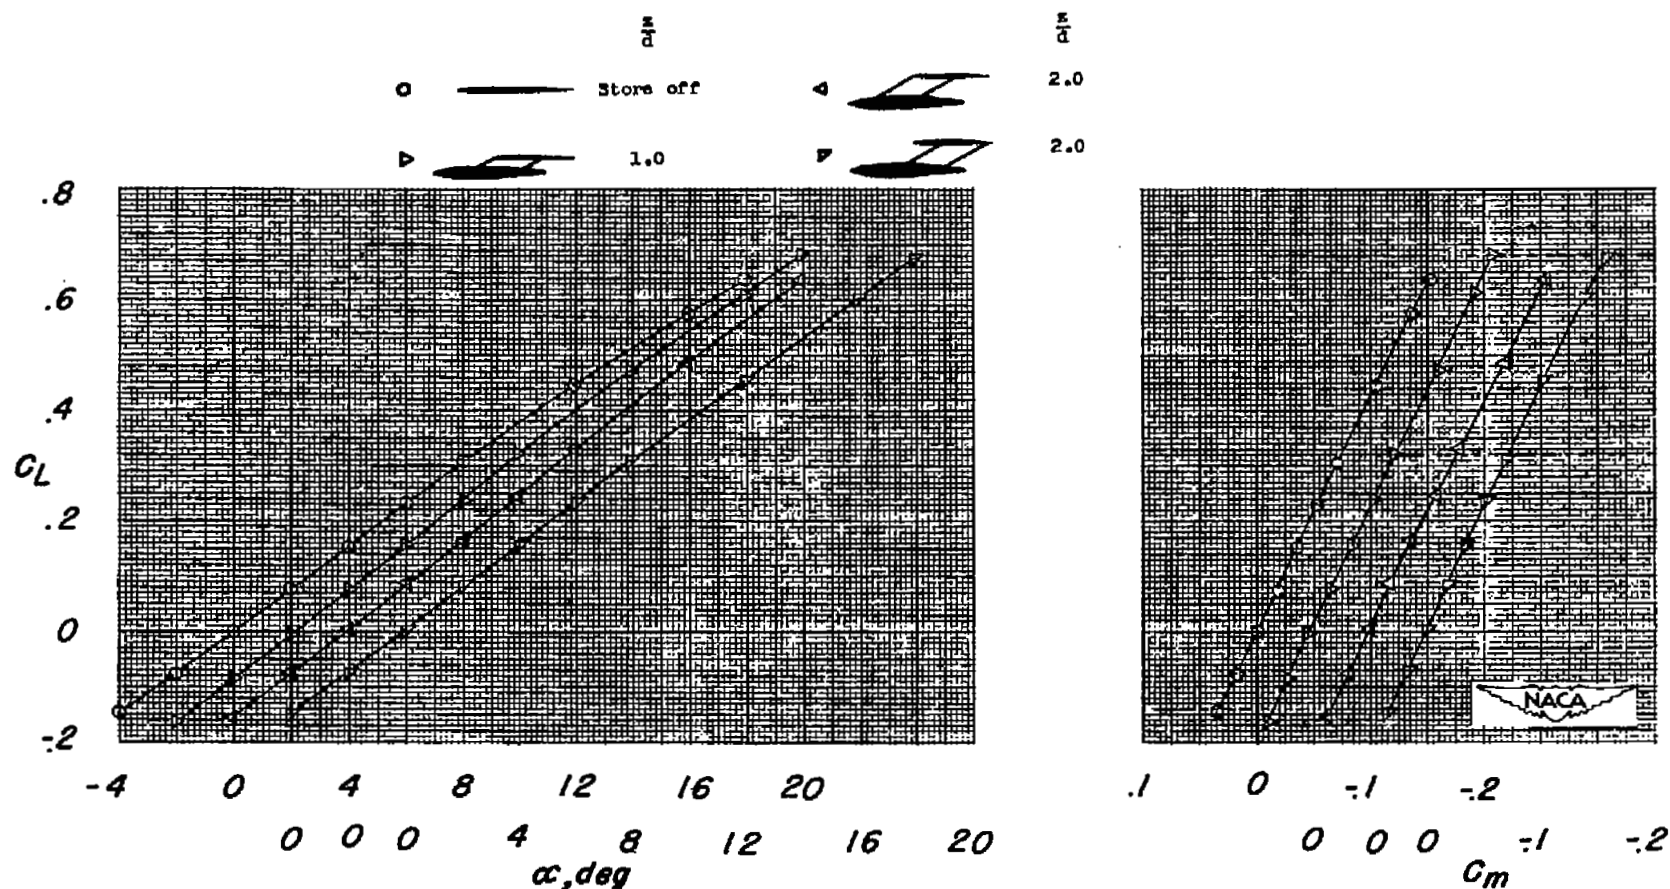 z/d z/d
Store off 2.0
1.0 2.0
.8
.6
.4
C_L
.2
0
-.2
NACA
-4 0 4 8 12 16 20 .1 0 -.1 -.2
0 0 0 4 8 12 16 20 0 0 0 -.1 -.2
α, deg C_m